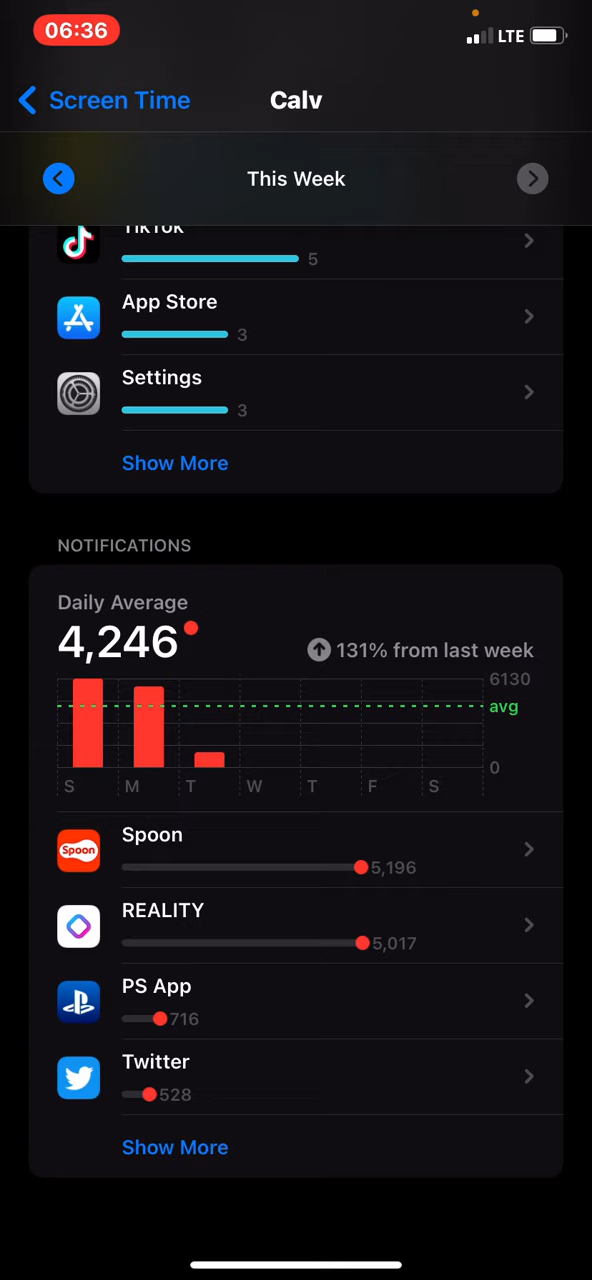 06:36
LTE
Screen Time
Calv
This Week
TikTok
5
App Store
3
Settings
3
Show More
NOTIFICATIONS
Daily Average
4,246
131% from last week
6130
avg
0
S M T W T F S
Spoon
Spoon
5,196
REALITY
5,017
PS App
716
Twitter
528
Show More